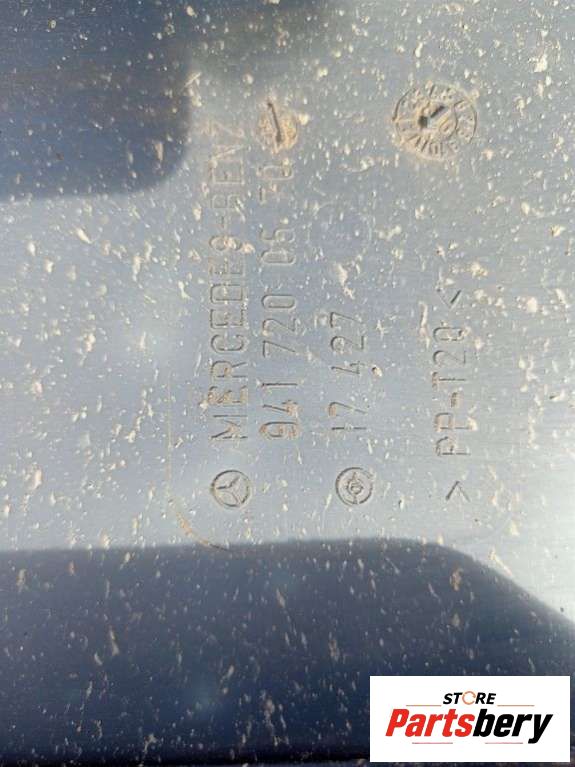 MERCEDES-BENZ
941 720 06 70
17 427
> PP-T20 <
STORE
Partsbery